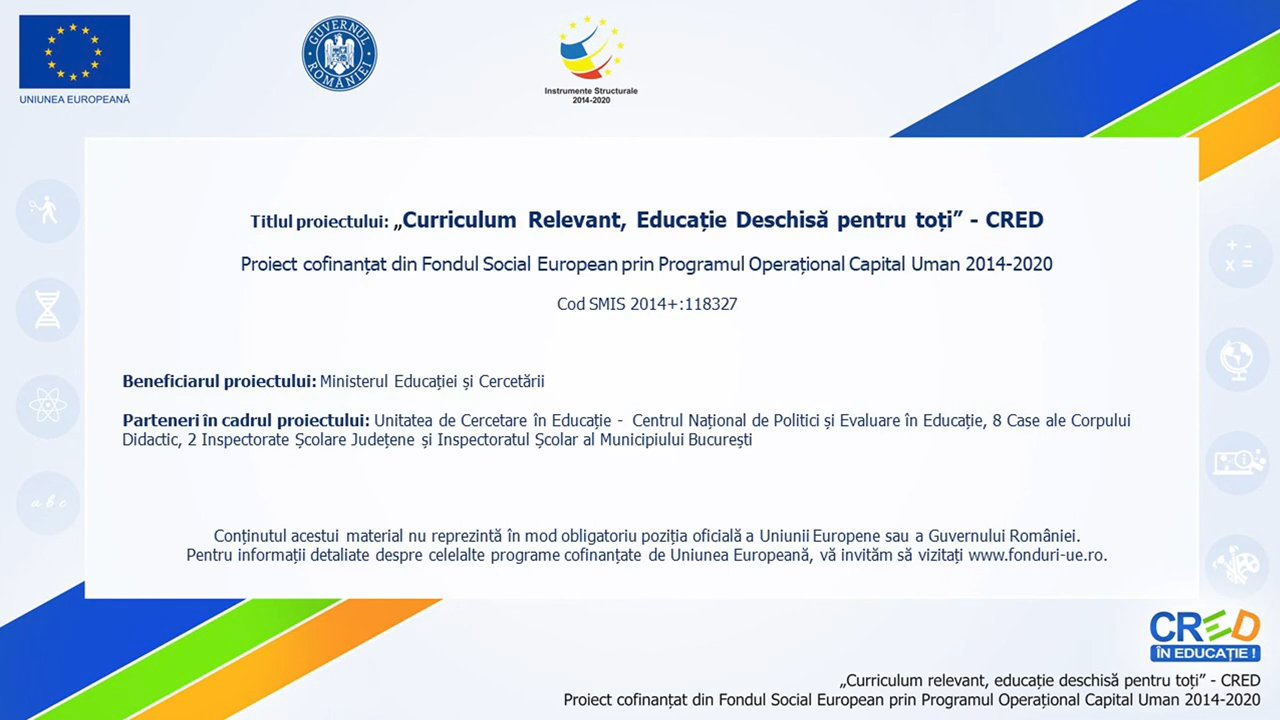 UNIUNEA EUROPEANĂ
GUVERNUL ROMÂNIEI
Instrumente Structurale
2014-2020
Titlul proiectului: „Curriculum Relevant, Educație Deschisă pentru toți” - CRED
Proiect cofinanțat din Fondul Social European prin Programul Operațional Capital Uman 2014-2020
Cod SMIS 2014+:118327
Beneficiarul proiectului: Ministerul Educației și Cercetării
Parteneri în cadrul proiectului: Unitatea de Cercetare în Educație - Centrul Național de Politici și Evaluare în Educație, 8 Case ale Corpului
Didactic, 2 Inspectorate Școlare Județene și Inspectoratul Școlar al Municipiului București
a b c
Conținutul acestui material nu reprezintă în mod obligatoriu poziția oficială a Uniunii Europene sau a Guvernului României.
Pentru informații detaliate despre celelalte programe cofinanțate de Uniunea Europeană, vă invităm să vizitați www.fonduri-ue.ro.
CRED
ÎN EDUCAȚIE !
„Curriculum relevant, educație deschisă pentru toți” - CRED
Proiect cofinanțat din Fondul Social European prin Programul Operațional Capital Uman 2014-2020